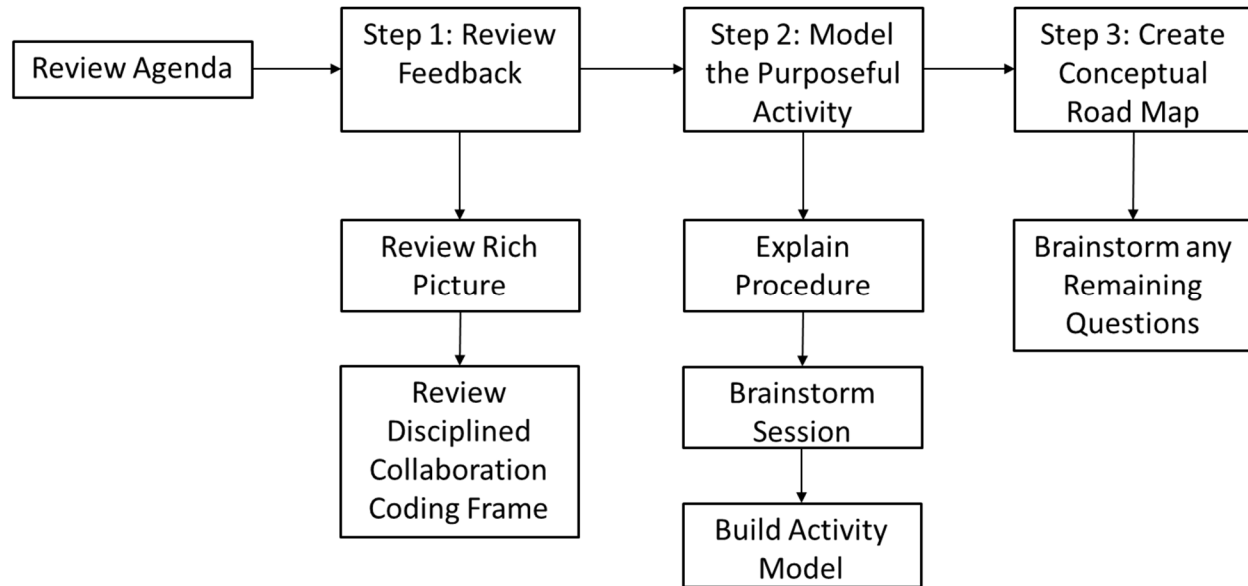 Review Agenda
Step 1: Review
Feedback
Step 2: Model
the Purposeful
Activity
Step 3: Create
Conceptual
Road Map
Review Rich
Picture
Explain
Procedure
Brainstorm any
Remaining
Questions
Review
Disciplined
Collaboration
Coding Frame
Brainstorm
Session
Build Activity
Model